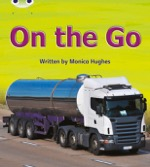 On the Go
Written by Monica Hughes